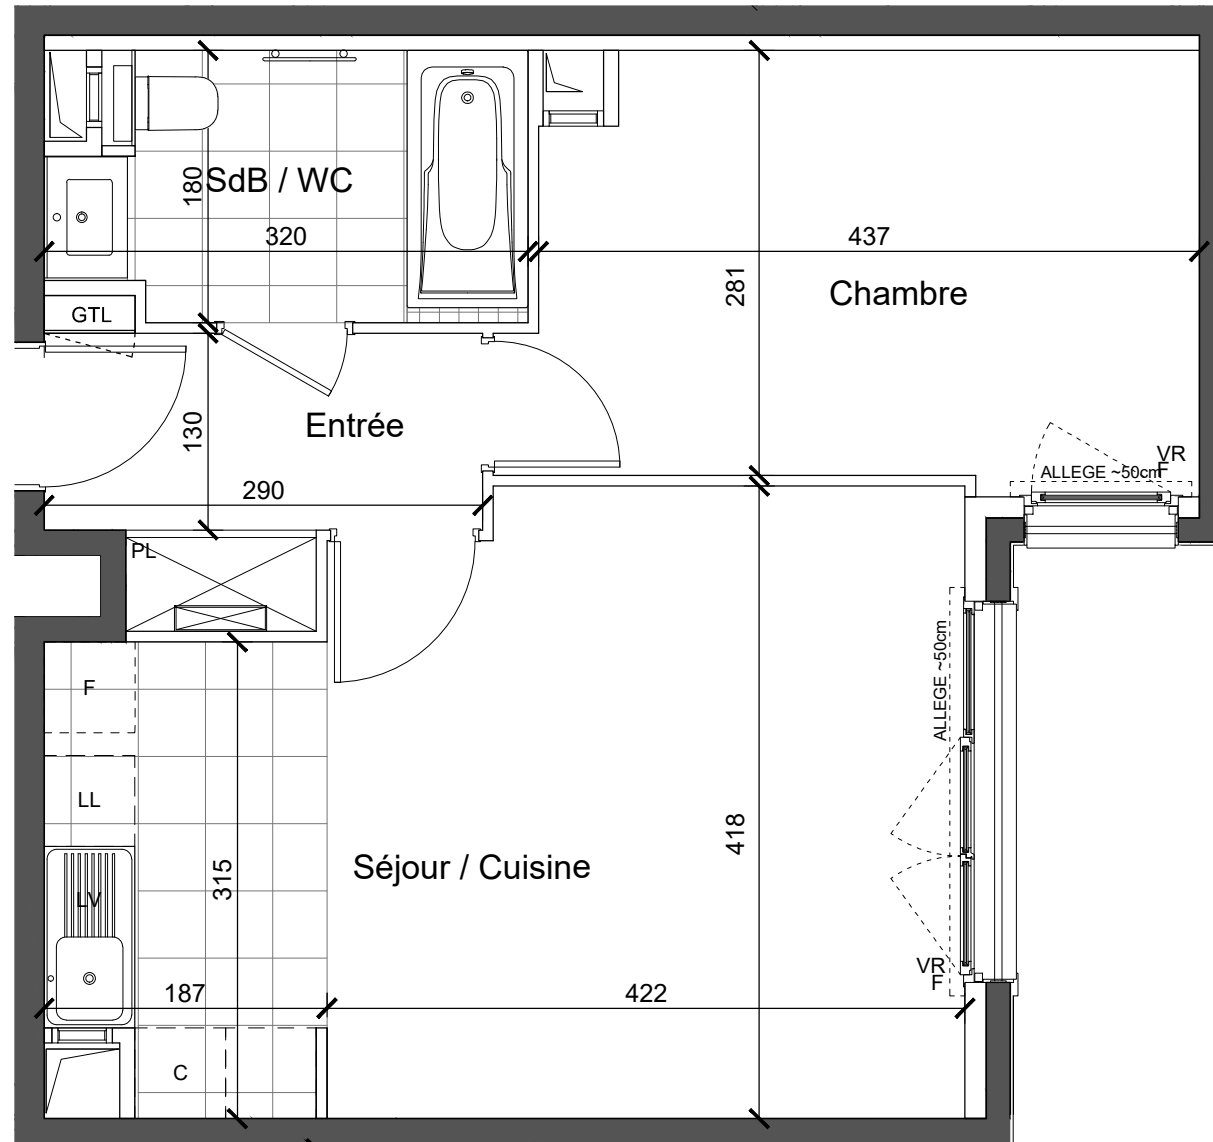 SdB / WC
180
320
437
281
Chambre
GTL
130
Entrée
290
VR
F
ALLEGE ~50cm
PL
F
ALLEGE ~50cm
LL
418
315
Séjour / Cuisine
LV
VR
F
187
422
C